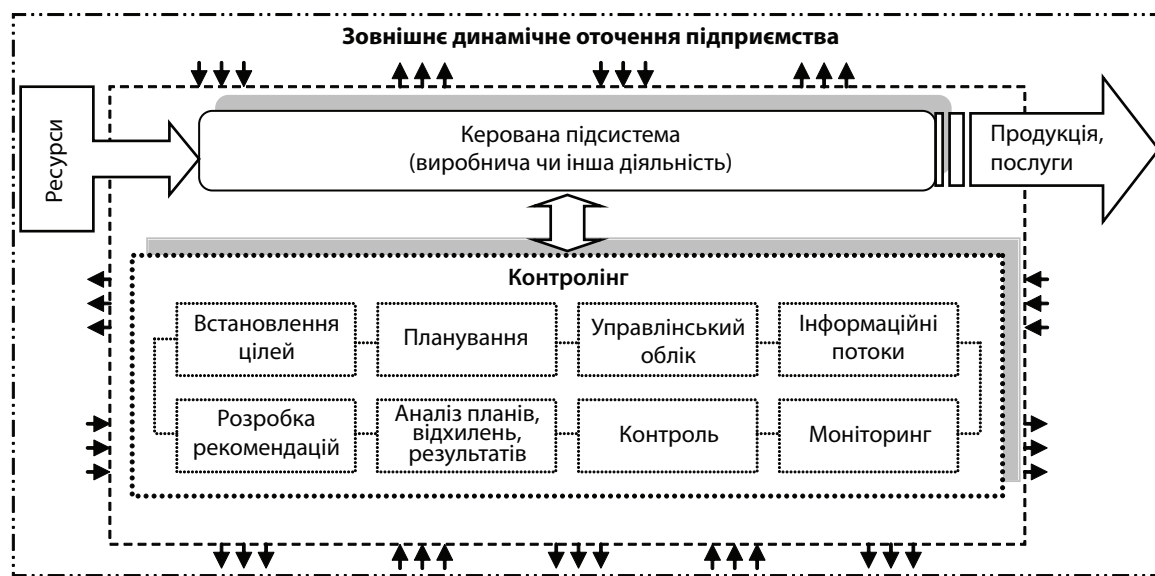 Зовнішнє динамічне оточення підприємства
Ресурси
Керована підсистема
(виробнича чи інша діяльність)
Продукція,
послуги
Контролінг
Встановлення
цілей
Планування
Управлінський
облік
Інформаційні
потоки
Розробка
рекомендацій
Аналіз планів,
відхилень,
результатів
Контроль
Моніторинг